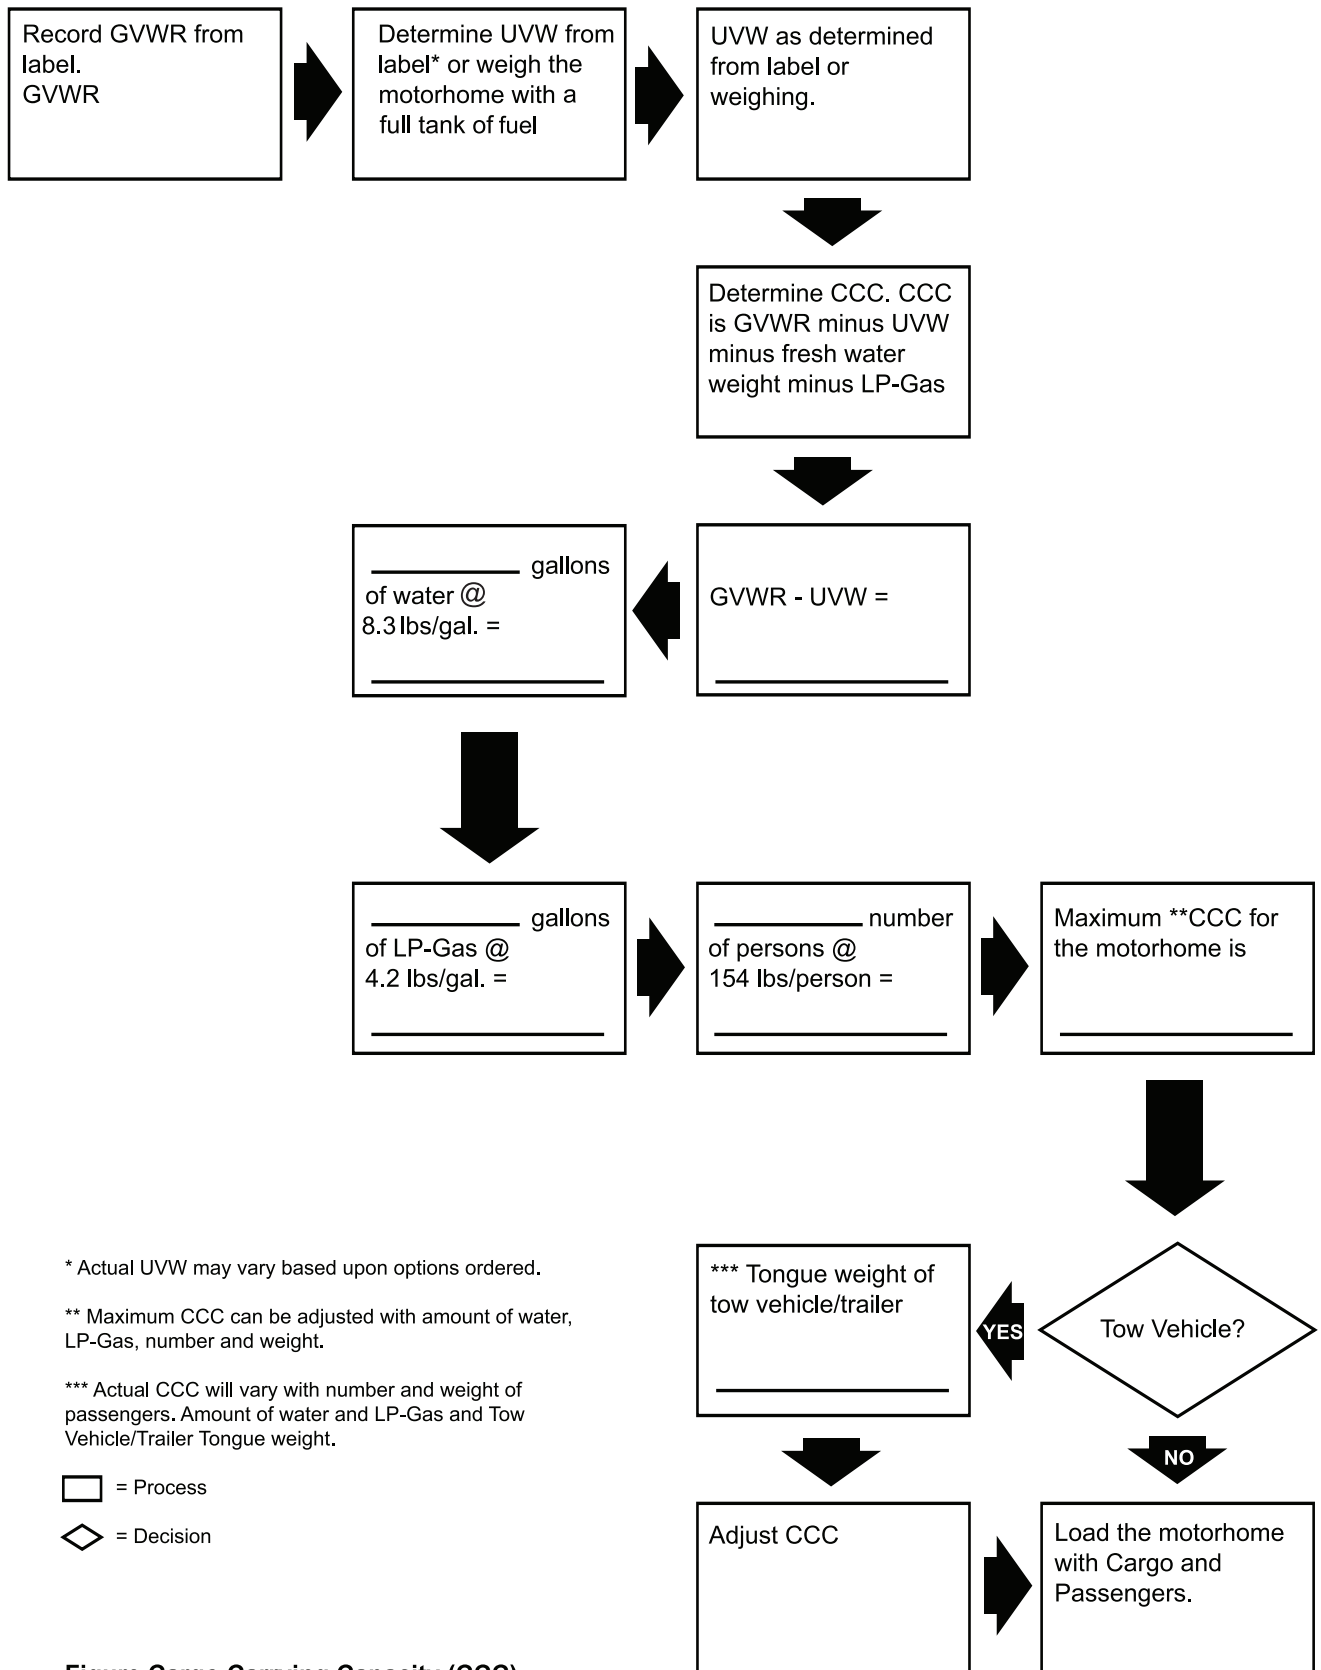 Record GVWR from
label.
GVWR
Determine UVW from
label* or weigh the
motorhome with a
full tank of fuel
UVW as determined
from label or
weighing.
Determine CCC. CCC
is GVWR minus UVW
minus fresh water
weight minus LP-Gas
GVWR - UVW =
gallons
of water @
8.3 lbs/gal. =
gallons
of LP-Gas @
4.2 lbs/gal. =
number
of persons @
154 lbs/person =
Maximum **CCC for
the motorhome is
Tow Vehicle?
YES
NO
*** Tongue weight of
tow vehicle/trailer
Adjust CCC
Load the motorhome
with Cargo and
Passengers.
* Actual UVW may vary based upon options ordered.
** Maximum CCC can be adjusted with amount of water,
LP-Gas, number and weight.
*** Actual CCC will vary with number and weight of
passengers. Amount of water and LP-Gas and Tow
Vehicle/Trailer Tongue weight.
= Process
= Decision
Figure Cargo Carrying Capacity (CCC)